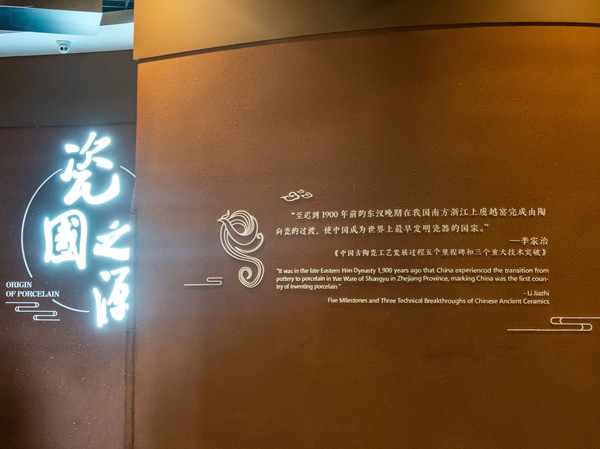 瓷
國之
源
ORIGIN
OF PORCELAIN
“至迟到1900年前的东汉晚期在我国南方浙江上虞越窑完成由陶
向瓷的过渡，使中国成为世界上最早发明瓷器的国家。”
—李家治
《中国古陶瓷工艺发展过程五个里程碑和三个重大技术突破》
"It was in the late Eastern Han Dynasty 1,900 years ago that China experienced the transition from
pottery to porcelain in Yue Ware of Shangyu in Zhejiang Province, marking China was the first coun-
try of inventing porcelain"
- Li Jiazhi
Five Milestones and Three Technical Breakthroughs of Chinese Ancient Ceramics